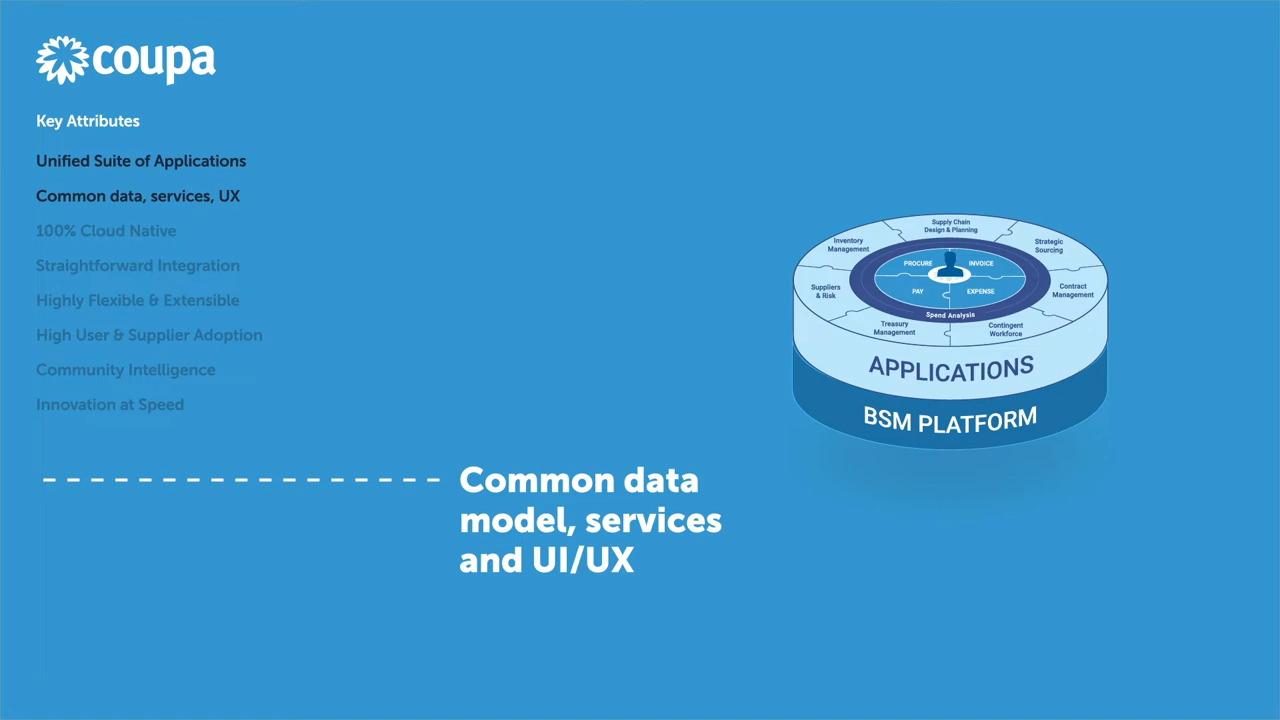 coupa
Key Attributes
Unified Suite of Applications
Common data, services, UX
100% Cloud Native
Straightforward Integration
Highly Flexible & Extensible
High User & Supplier Adoption
Community Intelligence
Innovation at Speed
Common data
model, services
and UI/UX
Supply Chain
Design & Planning
Inventory
Management
Strategic
Sourcing
PROCURE
INVOICE
Suppliers
& Risk
PAY
EXPENSE
Contract
Management
Spend Analysis
Treasury
Management
Contingent
Workforce
APPLICATIONS
BSM PLATFORM